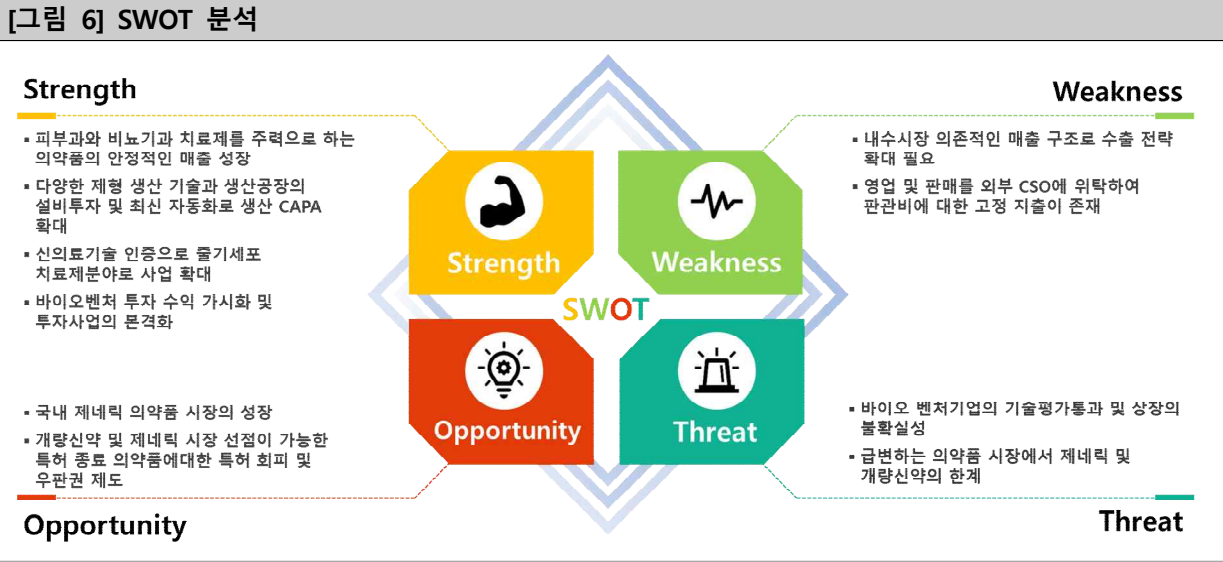 [그림 6] SWOT 분석
Strength
▪ 피부과와 비뇨기과 치료제를 주력으로 하는
의약품의 안정적인 매출 성장
▪ 다양한 제형 생산 기술과 생산공장의
설비투자 및 최신 자동화로 생산 CAPA
확대
▪ 신의료기술 인증으로 줄기세포
치료제분야로 사업 확대
▪ 바이오벤처 투자 수익 가시화 및
투자사업의 본격화
Weakness
▪ 내수시장 의존적인 매출 구조로 수출 전략
확대 필요
▪ 영업 및 판매를 외부 CSO에 위탁하여
판관비에 대한 고정 지출이 존재
Strength
Weakness
SWOT
Opportunity
Threat
▪ 국내 제네릭 의약품 시장의 성장
▪ 개량신약 및 제네릭 시장 선점이 가능한
특허 종료 의약품에대한 특허 회피 및
우판권 제도
Opportunity
▪ 바이오 벤처기업의 기술평가통과 및 상장의
불확실성
▪ 급변하는 의약품 시장에서 제네릭 및
개량신약의 한계
Threat